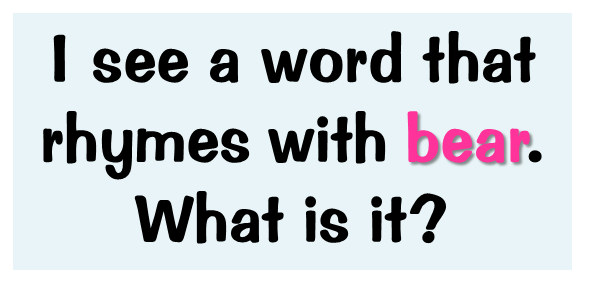 I see a word that
rhymes with bear.
What is it?